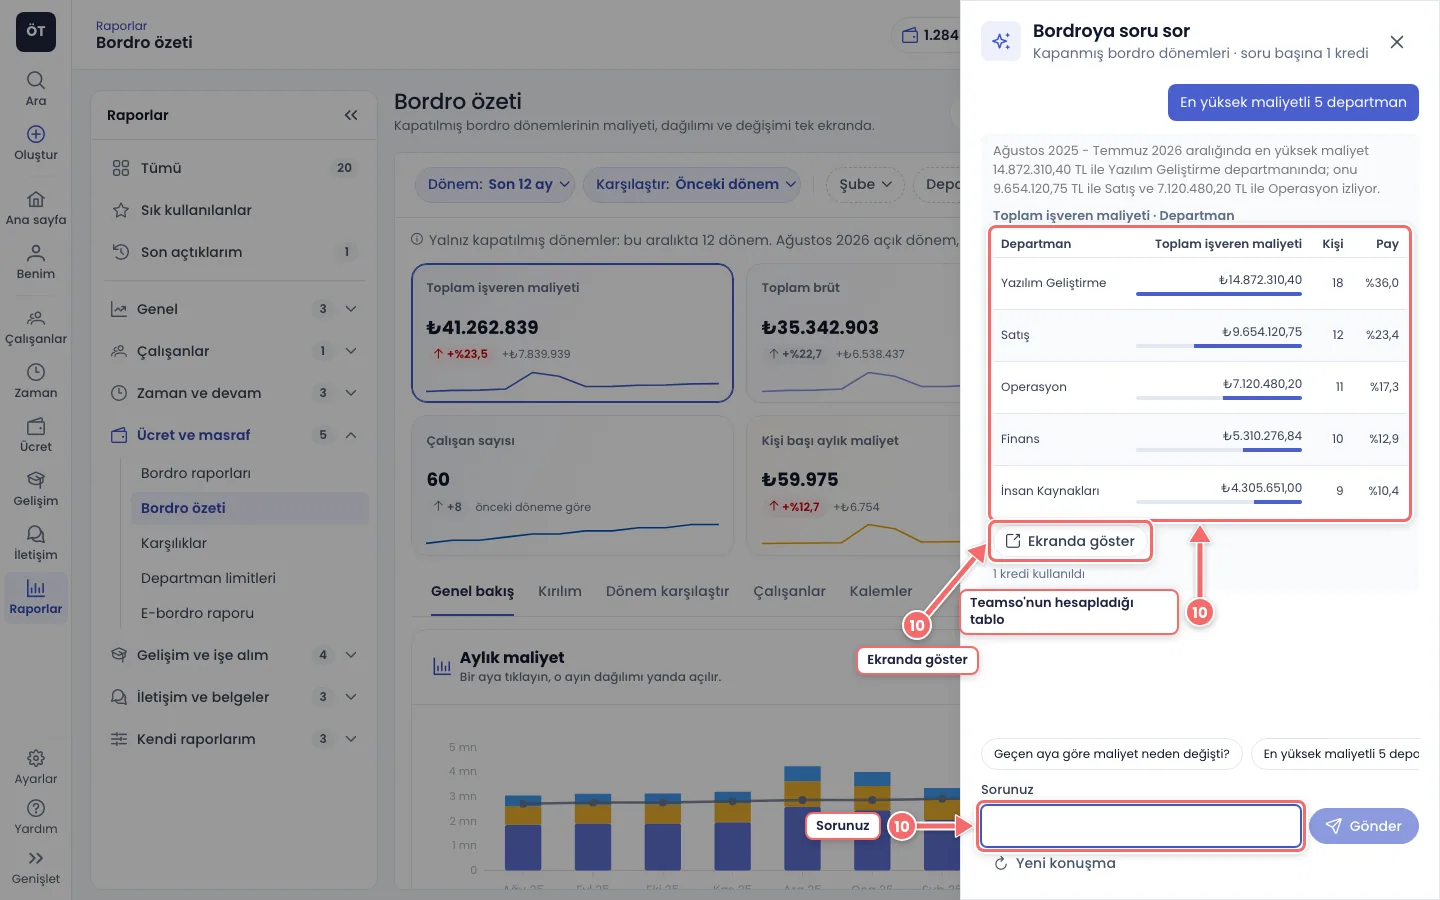 ÖT
Ara
Oluştur
Ana sayfa
Benim
Çalışanlar
Zaman
Ücret
Gelişim
İletişim
Raporlar
Ayarlar
Yardım
Genişlet
Raporlar
Bordro özeti
1.284
Raporlar
Tümü 20
Sık kullanılanlar
Son açtıklarım 1
Genel 3
Çalışanlar 1
Zaman ve devam 3
Ücret ve masraf 5
Bordro raporları
Bordro özeti
Karşılıklar
Departman limitleri
E-bordro raporu
Gelişim ve işe alım 4
İletişim ve belgeler 3
Kendi raporlarım 3
Bordro özeti
Kapatılmış bordro dönemlerinin maliyeti, dağılımı ve değişimi tek ekranda.
Dönem: Son 12 ay
Karşılaştır: Önceki dönem
Şube
Depa
Yalnız kapatılmış dönemler: bu aralıkta 12 dönem. Ağustos 2026 açık dönem,
Toplam işveren maliyeti
₺41.262.839
+%23,5 +₺7.839.939
Toplam brüt
₺35.342.903
+%22,7 +₺6.538.437
Çalışan sayısı
60
+8 önceki döneme göre
Kişi başı aylık maliyet
₺59.975
+%12,7 +₺6.754
Genel bakış
Kırılım
Dönem karşılaştır
Çalışanlar
Kalemler
Aylık maliyet
Bir aya tıklayın, o ayın dağılımı yanda açılır.
5 mn
4 mn
3 mn
2 mn
1 mn
0
Ağu 25 Eyl 25 Eki 25 Kas 25 Ara 25 Oca 26 Şub 26
Bordroya soru sor
Kapanmış bordro dönemleri · soru başına 1 kredi
En yüksek maliyetli 5 departman
Ağustos 2025 - Temmuz 2026 aralığında en yüksek maliyet
14.872.310,40 TL ile Yazılım Geliştirme departmanında; onu
9.654.120,75 TL ile Satış ve 7.120.480,20 TL ile Operasyon izliyor.
Toplam işveren maliyeti · Departman
Departman Toplam işveren maliyeti Kişi Pay
Yazılım Geliştirme ₺14.872.310,40 18 %36,0
Satış ₺9.654.120,75 12 %23,4
Operasyon ₺7.120.480,20 11 %17,3
Finans ₺5.310.276,84 10 %12,9
İnsan Kaynakları ₺4.305.651,00 9 %10,4
Ekranda göster
1 kredi kullanıldı
Teamso'nun hesapladığı
tablo
10
10
Ekranda göster
Geçen aya göre maliyet neden değişti?
En yüksek maliyetli 5 depa
Sorunuz
Sorunuz
10
Gönder
Yeni konuşma